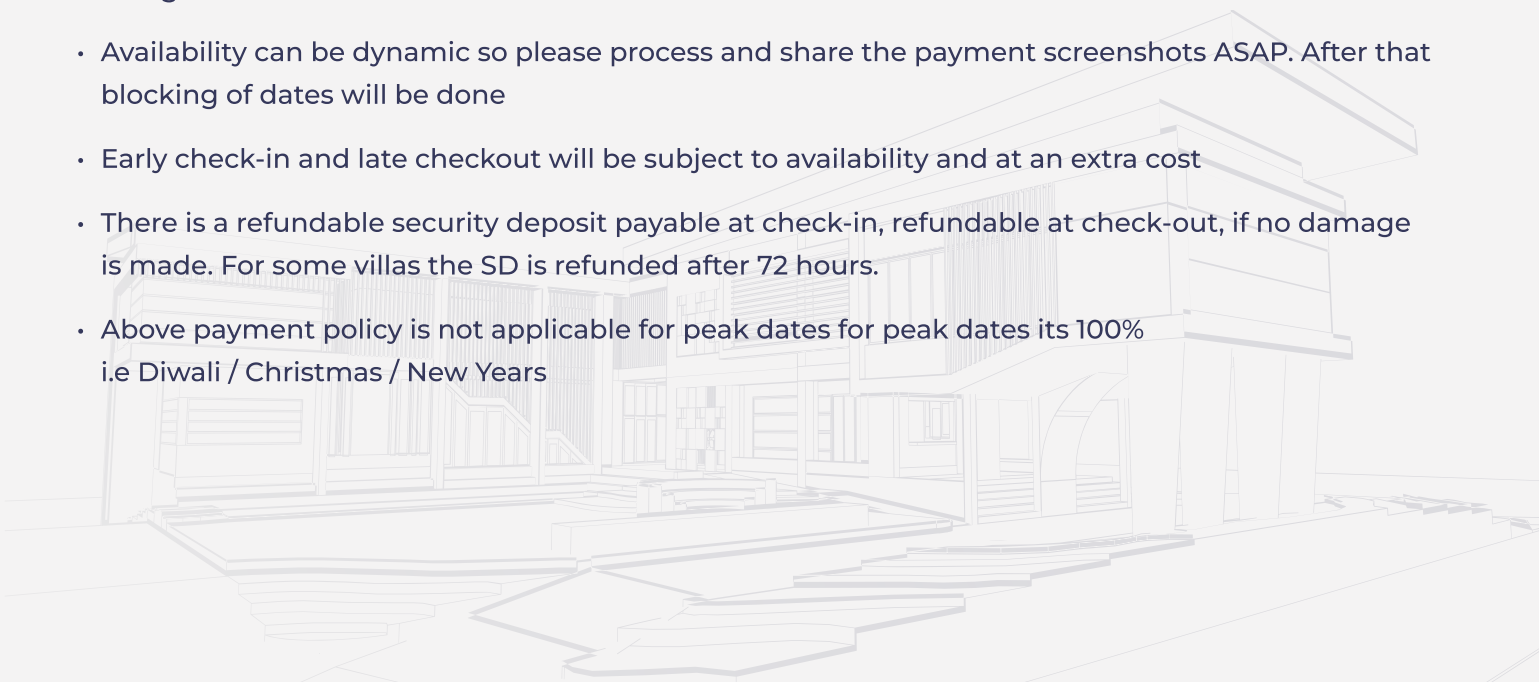 • Availability can be dynamic so please process and share the payment screenshots ASAP. After that
blocking of dates will be done
• Early check-in and late checkout will be subject to availability and at an extra cost
• There is a refundable security deposit payable at check-in, refundable at check-out, if no damage
is made. For some villas the SD is refunded after 72 hours.
• Above payment policy is not applicable for peak dates for peak dates its 100%
i.e Diwali / Christmas / New Years